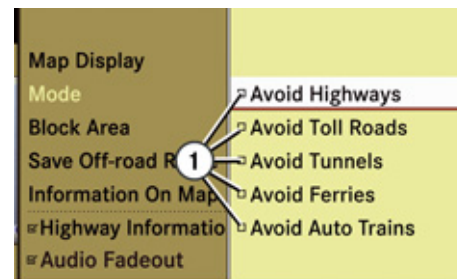 Map Display
Mode
Block Area
Save Off-road R
Information On Map
Highway Informatio
Audio Fadeout
1
Avoid Highways
Avoid Toll Roads
Avoid Tunnels
Avoid Ferries
Avoid Auto Trains